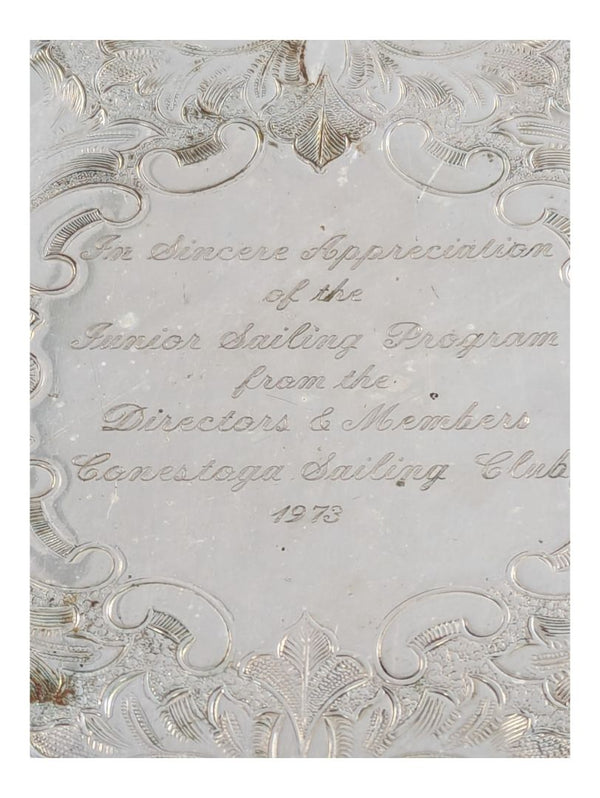 In Sincere Appreciation
of the
Junior Sailing Program
from the
Directors & Members
Conestoga Sailing Club
1973